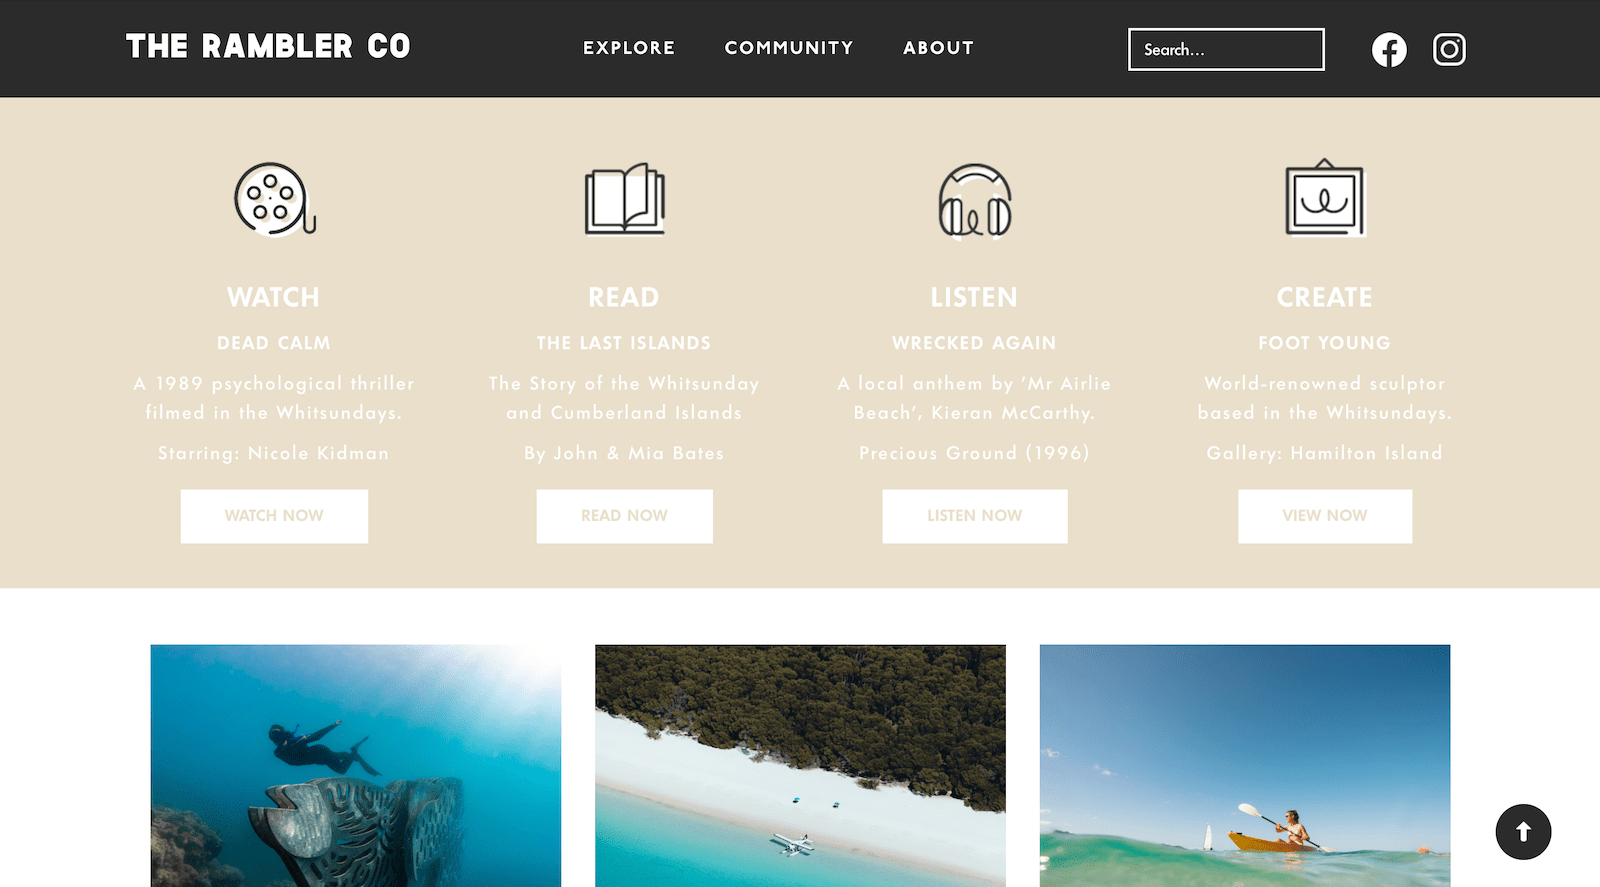 THE RAMBLER CO
EXPLORE
COMMUNITY
ABOUT
Search...
WATCH
DEAD CALM
A 1989 psychological thriller
filmed in the Whitsundays.
Starring: Nicole Kidman
WATCH NOW
READ
THE LAST ISLANDS
The Story of the Whitsunday
and Cumberland Islands
By John & Mia Bates
READ NOW
LISTEN
WRECKED AGAIN
A local anthem by ‘Mr Airlie
Beach’, Kieran McCarthy.
Precious Ground (1996)
LISTEN NOW
CREATE
FOOT YOUNG
World-renowned sculptor
based in the Whitsundays.
Gallery: Hamilton Island
VIEW NOW